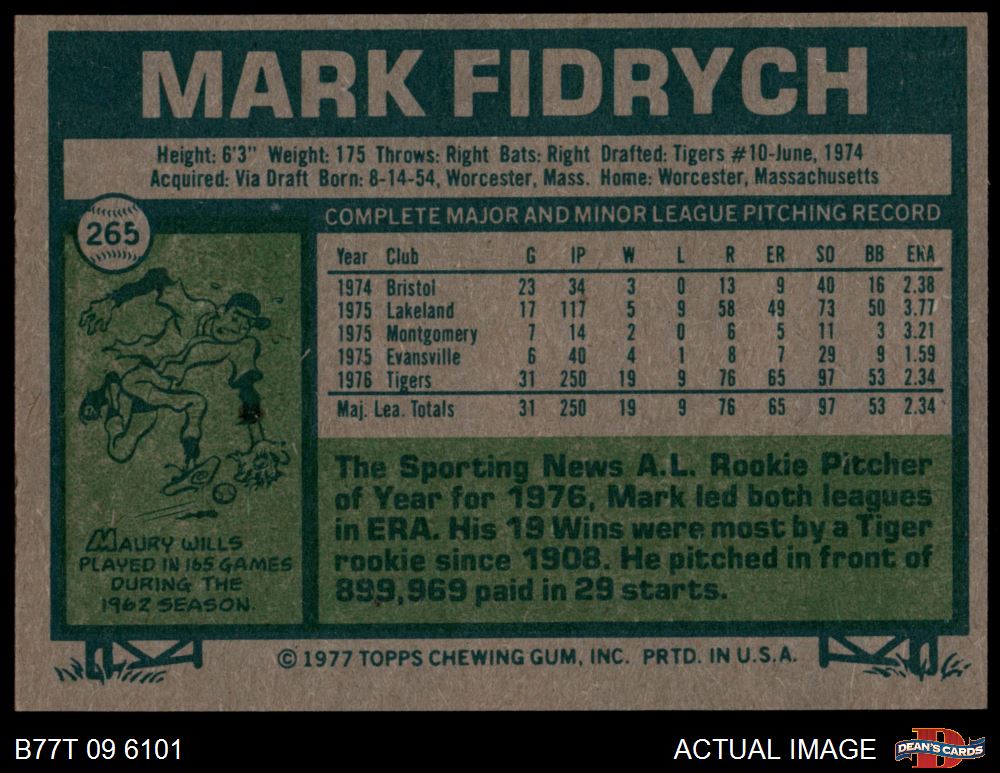 MARK FIDRYCH
Height: 6'3" Weight: 175 Throws: Right Bats: Right Drafted: Tigers #10-June, 1974
Acquired: Via Draft Born: 8-14-54, Worcester, Mass. Home: Worcester, Massachusetts
265
COMPLETE MAJOR AND MINOR LEAGUE PITCHING RECORD
Year Club G IP W L R ER SO BB ERA
1974 Bristol 23 34 3 0 13 9 40 16 2.38
1975 Lakeland 17 117 5 9 58 49 73 50 3.77
1975 Montgomery 7 14 2 0 6 5 11 3 3.21
1975 Evansville 6 40 4 1 8 7 29 9 1.59
1976 Tigers 31 250 19 9 76 65 97 53 2.34
Maj. Lea. Totals 31 250 19 9 76 65 97 53 2.34
The Sporting News A.L. Rookie Pitcher
of Year for 1976, Mark led both leagues
in ERA. His 19 Wins were most by a Tiger
rookie since 1908. He pitched in front of
899,969 paid in 29 starts.
MAURY WILLS
PLAYED IN 165 GAMES
DURING THE
1962 SEASON.
© 1977 TOPPS CHEWING GUM, INC. PRTD. IN U.S.A.
B77T 09 6101
ACTUAL IMAGE
D
DEAN'S CARDS